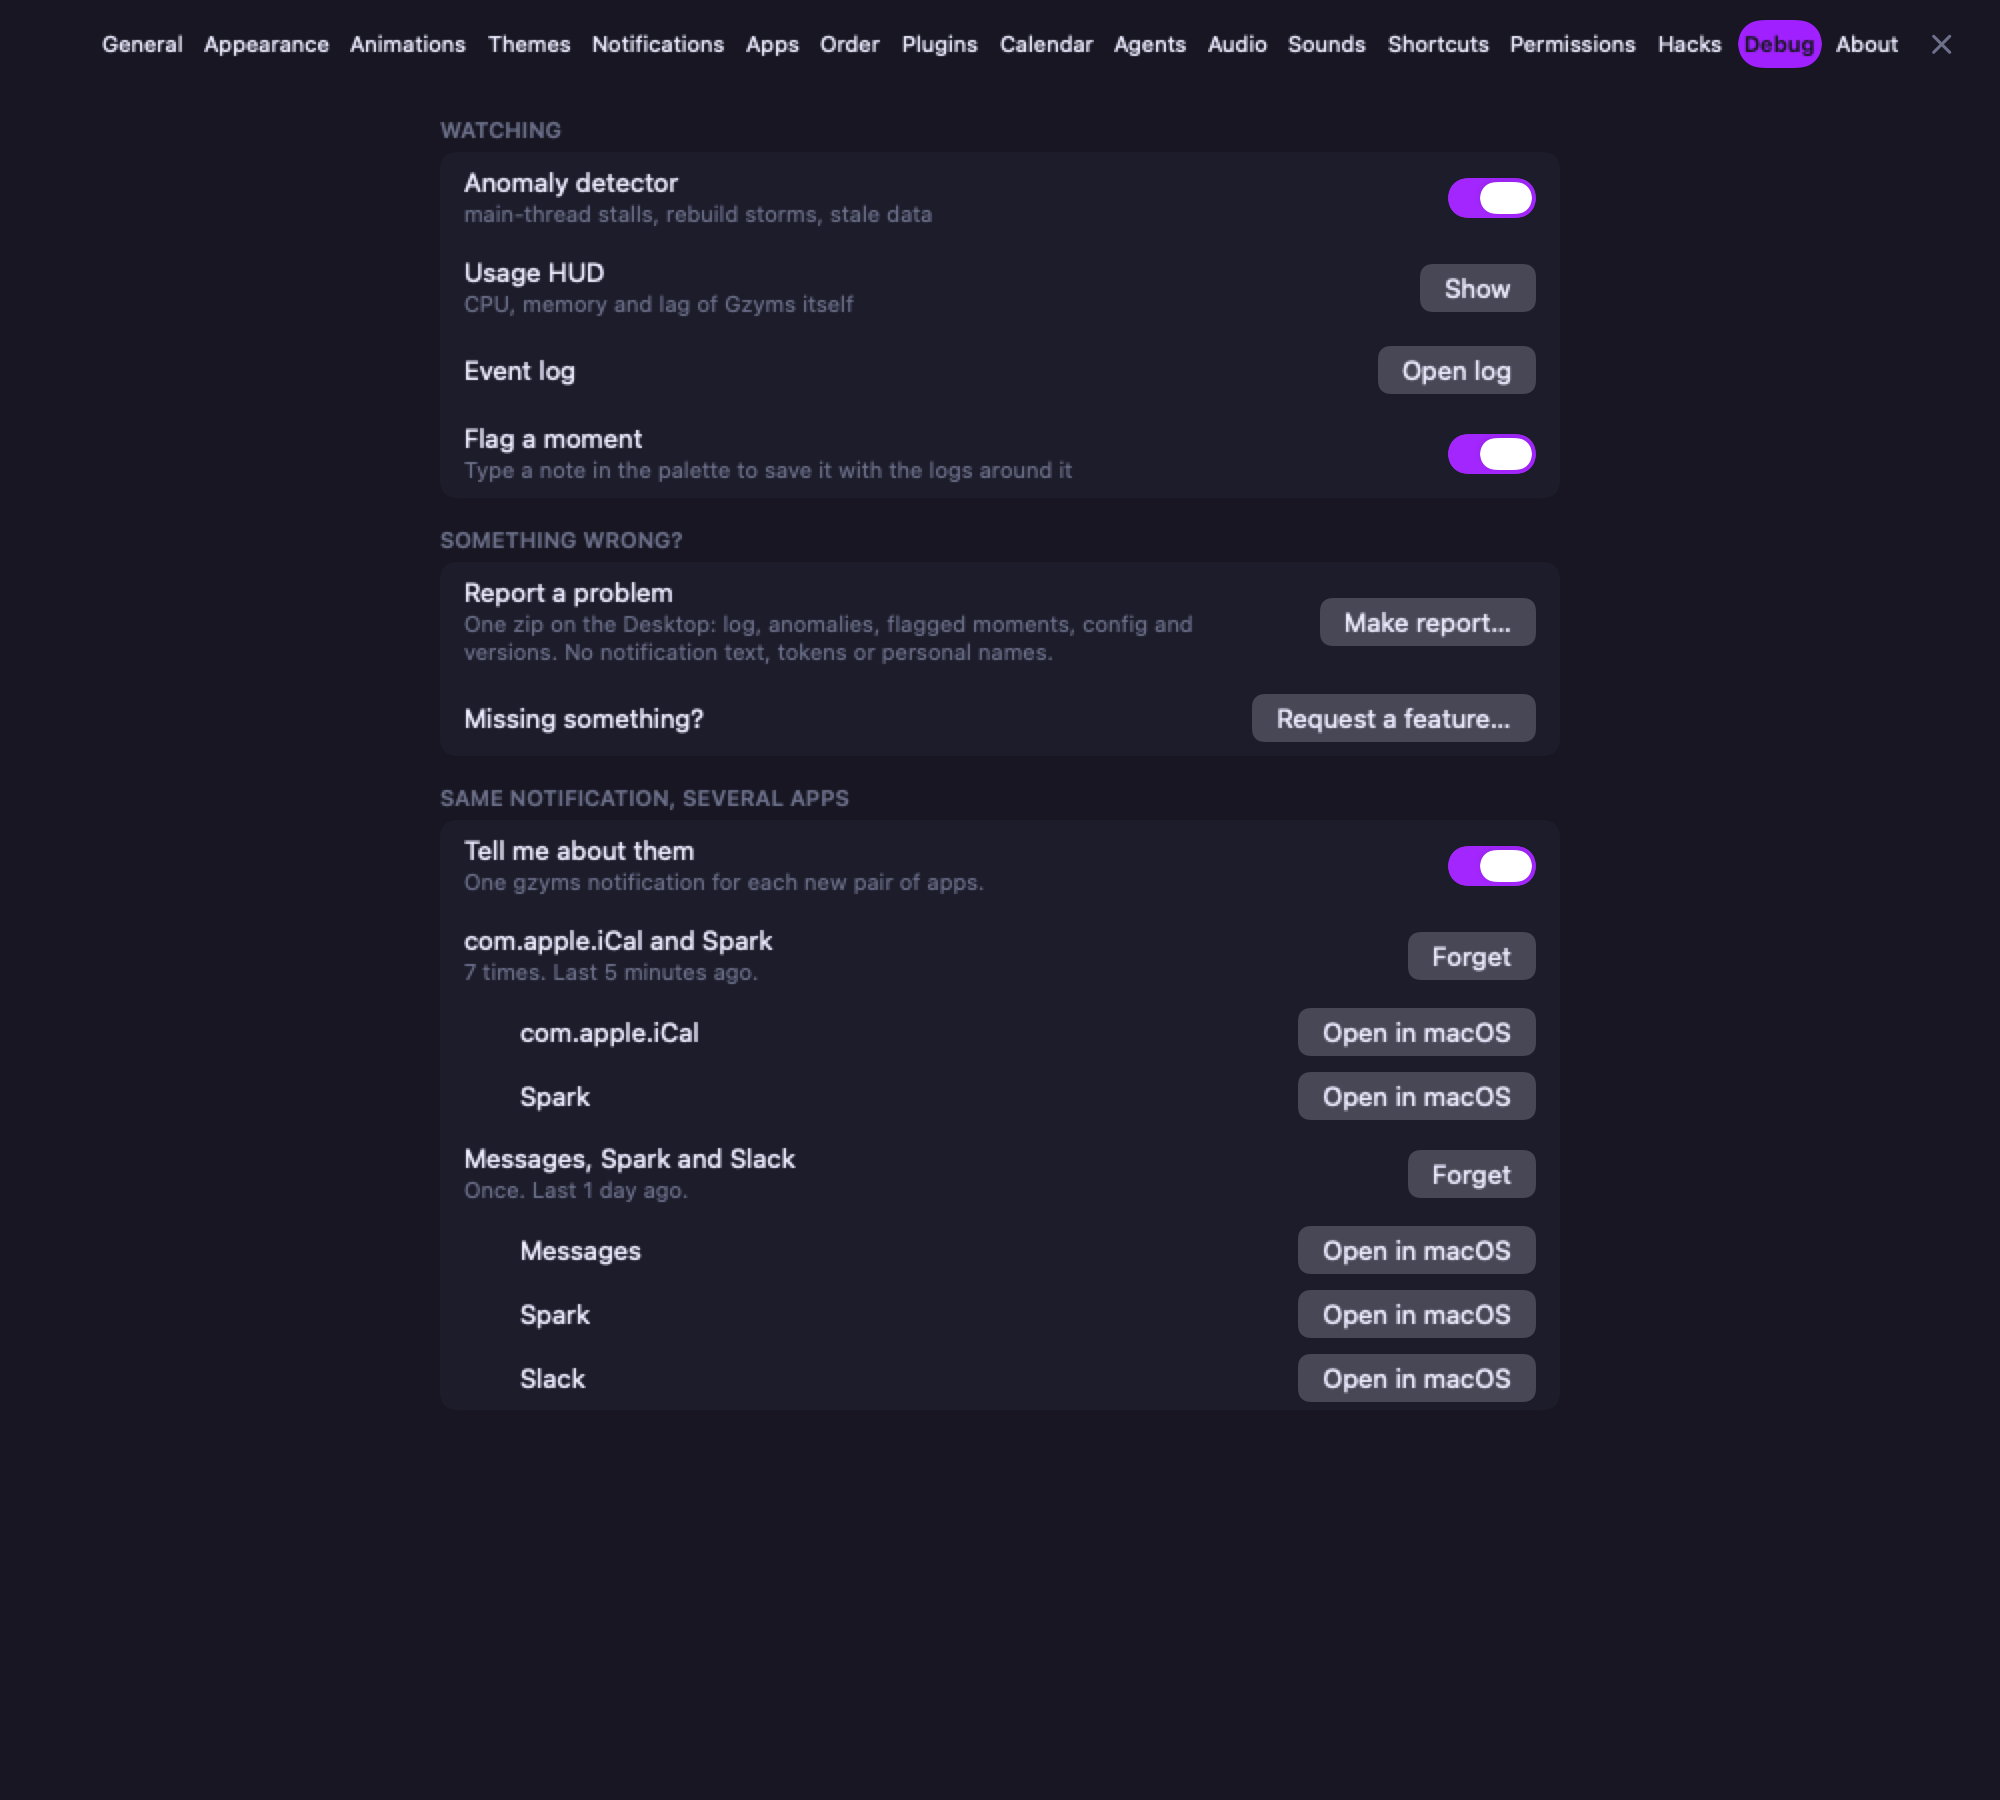 General Appearance Animations Themes Notifications Apps Order Plugins Calendar Agents Audio Sounds Shortcuts Permissions Hacks Debug About
WATCHING
Anomaly detector
main-thread stalls, rebuild storms, stale data
Usage HUD
CPU, memory and lag of Gzyms itself
Show
Event log
Open log
Flag a moment
Type a note in the palette to save it with the logs around it
SOMETHING WRONG?
Report a problem
One zip on the Desktop: log, anomalies, flagged moments, config and
versions. No notification text, tokens or personal names.
Make report...
Missing something?
Request a feature...
SAME NOTIFICATION, SEVERAL APPS
Tell me about them
One gzyms notification for each new pair of apps.
com.apple.iCal and Spark
7 times. Last 5 minutes ago.
Forget
com.apple.iCal
Open in macOS
Spark
Open in macOS
Messages, Spark and Slack
Once. Last 1 day ago.
Forget
Messages
Open in macOS
Spark
Open in macOS
Slack
Open in macOS